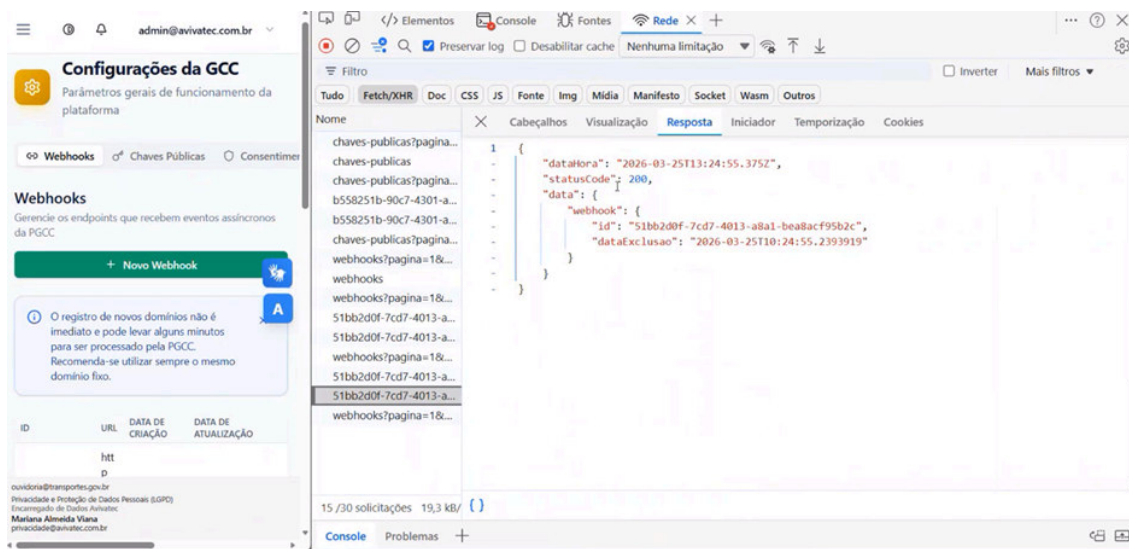 admin@avivatec.com.br
Configurações da GCC
Parâmetros gerais de funcionamento da
plataforma
Webhooks Chaves Públicas Consentimen
Webhooks
Gerencie os endpoints que recebem eventos assíncronos
da PGCC
+ Novo Webhook
A
O registro de novos domínios não é
imediato e pode levar alguns minutos
para ser processado pela PGCC.
Recomenda-se utilizar sempre o mesmo
domínio fixo.
ID URL DATA DE CRIAÇÃO DATA DE ATUALIZAÇÃO
htt
p
ouvidoria@transportes.gov.br
Privacidade e Proteção de Dados Pessoais (LGPD)
Encarregado de Dados Avivatec
Mariana Almeida Viana
privacidade@avivatec.com.br
</> Elementos Console Fontes Rede
Preservar log Desabilitar cache Nenhuma limitação
Filtro Inverter Mais filtros
Tudo Fetch/XHR Doc CSS JS Fonte Img Mídia Manifesto Socket Wasm Outros
Nome
chaves-publicas?pagina...
chaves-publicas
chaves-publicas?pagina...
b558251b-90c7-4301-a...
b558251b-90c7-4301-a...
chaves-publicas?pagina...
webhooks?pagina=1&...
webhooks
webhooks?pagina=1&...
51bb2d0f-7cd7-4013-a...
51bb2d0f-7cd7-4013-a...
webhooks?pagina=1&...
51bb2d0f-7cd7-4013-a...
51bb2d0f-7cd7-4013-a...
webhooks?pagina=1&...
15 /30 solicitações 19,3 kB/
Cabeçalhos Visualização Resposta Iniciador Temporização Cookies
1 {
- "dataHora": "2026-03-25T13:24:55.375Z",
- "statusCode": 200,
- "data": {
- "webhook": {
- "id": "51bb2d0f-7cd7-4013-a8a1-bea8acf95b2c",
- "dataExclusao": "2026-03-25T10:24:55.2393919"
- }
- }
- }
{ }
Console Problemas